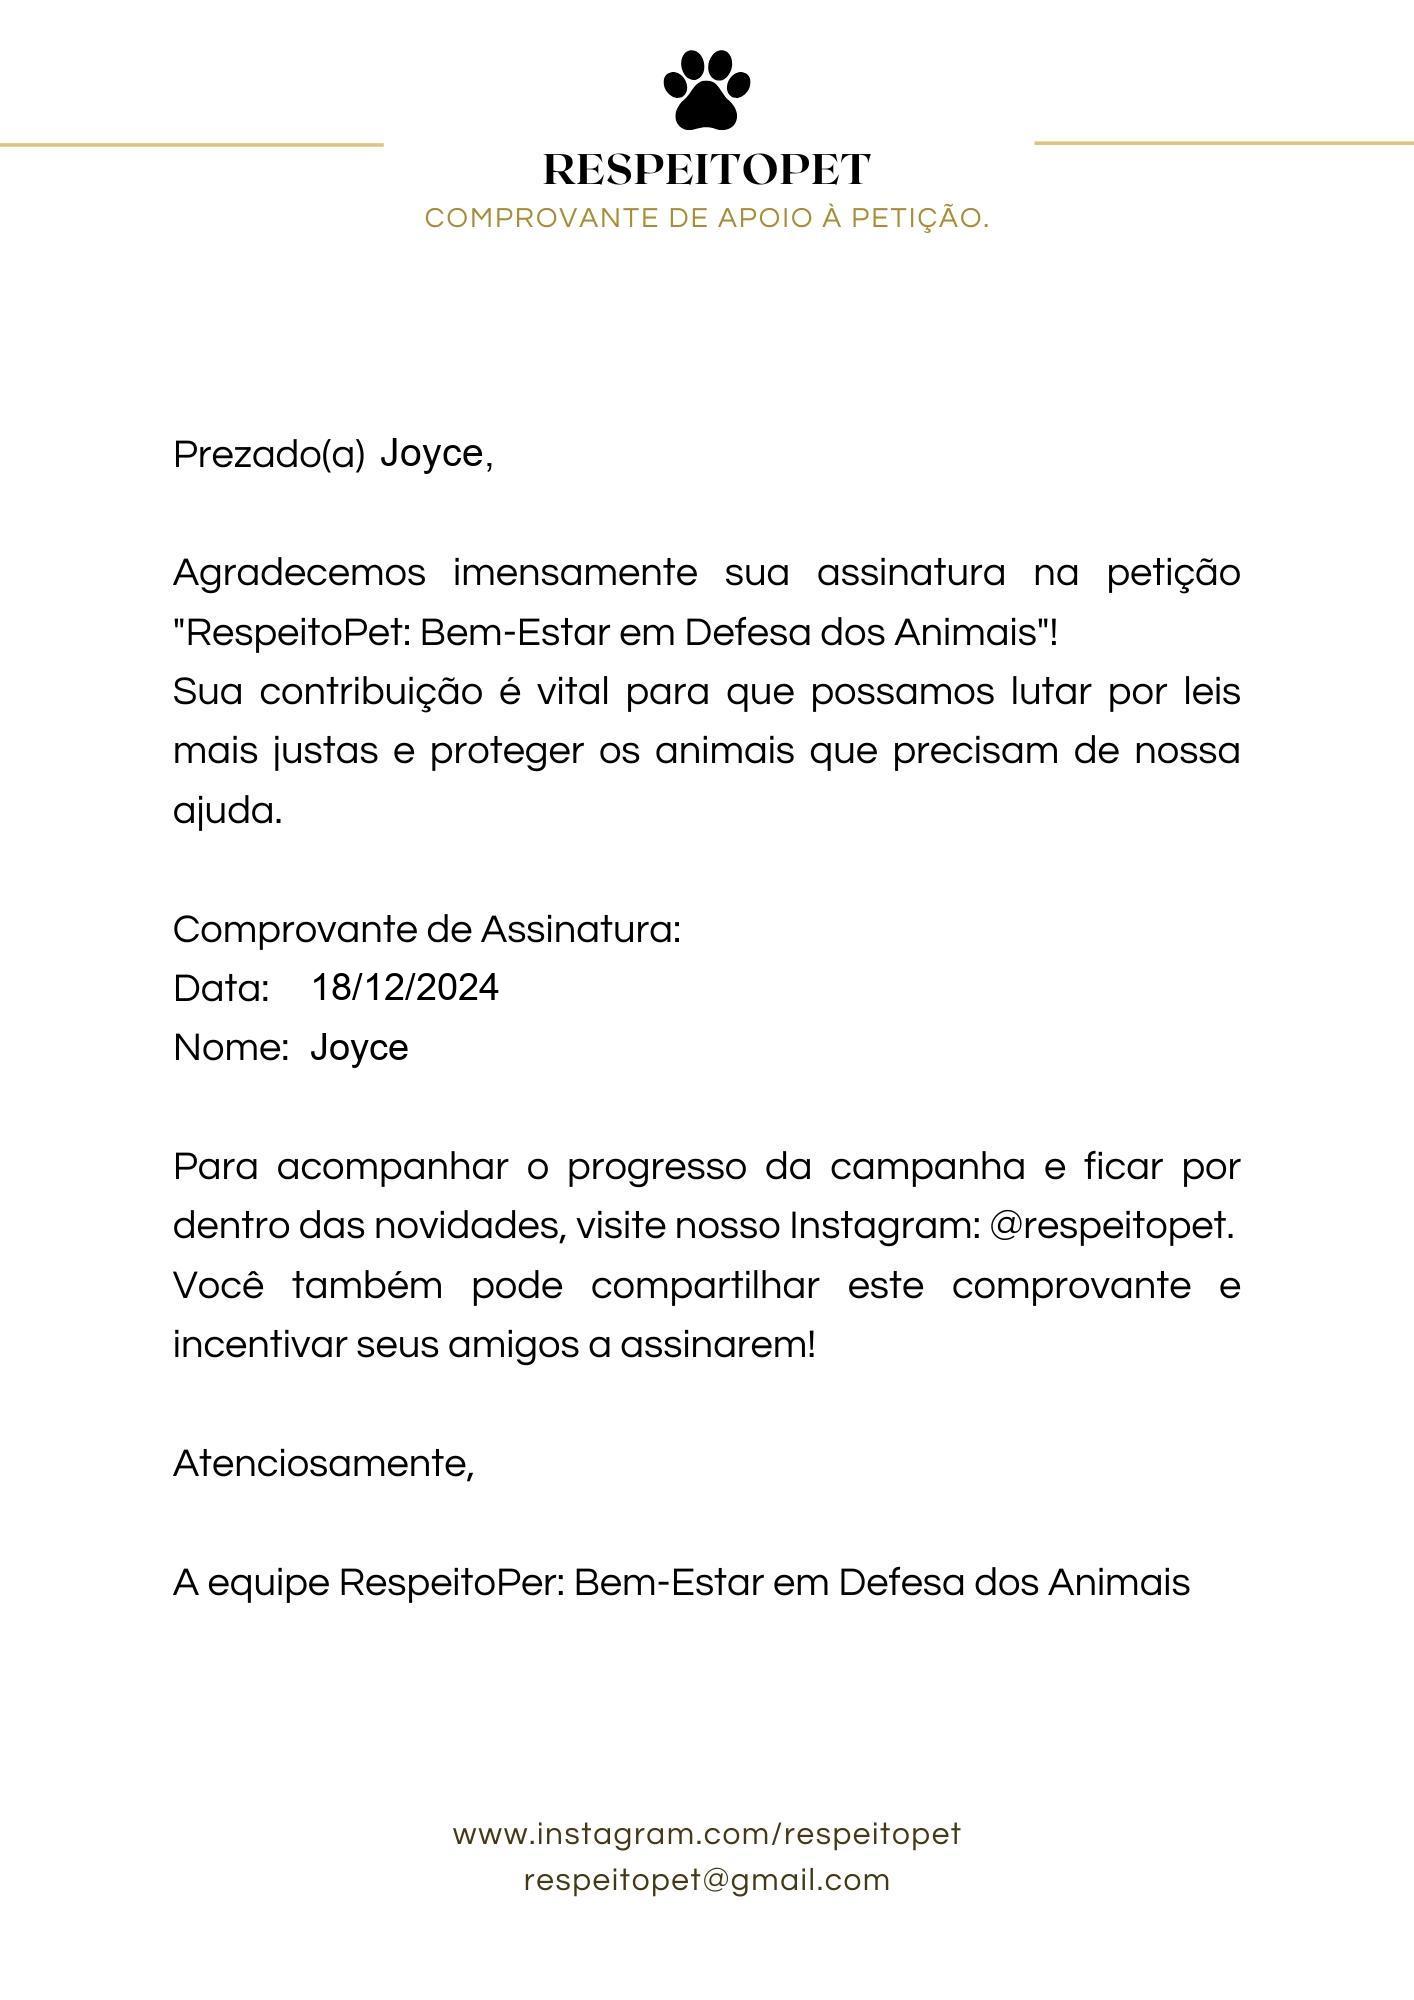 RESPEITOPET
COMPROVANTE DE APOIO À PETIÇÃO.
Prezado(a) Joyce,
Agradecemos imensamente sua assinatura na petição
"RespeitoPet: Bem-Estar em Defesa dos Animais"!
Sua contribuição é vital para que possamos lutar por leis
mais justas e proteger os animais que precisam de nossa
ajuda.
Comprovante de Assinatura:
Data: 18/12/2024
Nome: Joyce
Para acompanhar o progresso da campanha e ficar por
dentro das novidades, visite nosso Instagram: @respeitopet.
Você também pode compartilhar este comprovante e
incentivar seus amigos a assinarem!
Atenciosamente,
A equipe RespeitoPer: Bem-Estar em Defesa dos Animais
www.instagram.com/respeitopet
respeitopet@gmail.com